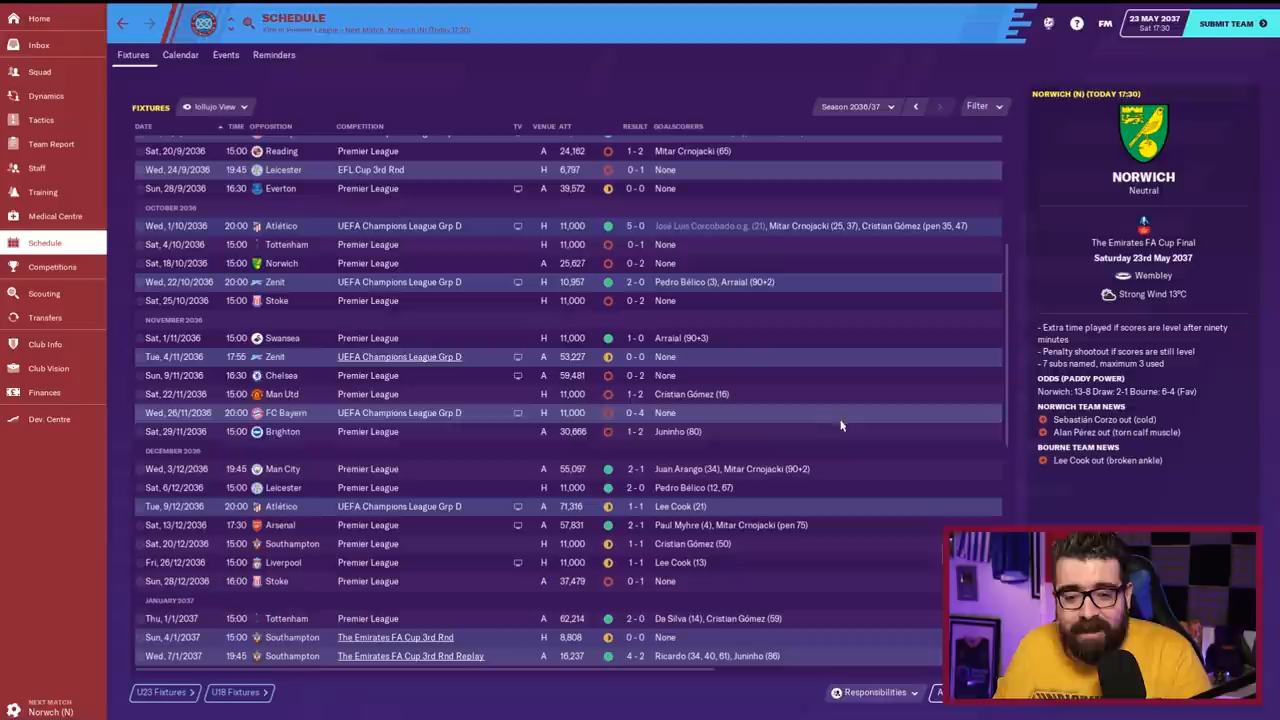 Home
SCHEDULE
23 MAY 2037
Sat 17:30
SUBMIT TEAM
FM
Inbox
Squad
Dynamics
Tactics
Team Report
Staff
Training
Medical Centre
Schedule
Competitions
Scouting
Transfers
Club Info
Club Vision
Finances
Dev. Centre
NEXT MATCH
Norwch (N)
Fixtures Calendar Events Reminders
FIXTURES lollujo View Season 2036/37 Filter
DATE TIME OPPOSITION COMPETITION TV VENUE ATT RESULT GOALSCORERS
Sat, 20/9/2036 15:00 Reading Premier League A 24,162 1 - 2 Mitar Crnojacki (65)
Wed, 24/9/2036 19:45 Leicester EFL Cup 3rd Rnd H 6,797 0 - 1 None
Sun, 28/9/2036 16:30 Everton Premier League A 39,572 0 - 0 None
OCTOBER 2036
Wed, 1/10/2036 20:00 Atlético UEFA Champions League Grp D H 11,000 5 - 0 José Luis Coscobado o.g. (21), Mitar Crnojacki (25, 37), Cristian Gómez (pen 35, 47)
Sat, 4/10/2036 15:00 Tottenham Premier League H 11,000 0 - 1 None
Sat, 18/10/2036 15:00 Norwich Premier League A 25,627 0 - 2 None
Wed, 22/10/2036 20:00 Zenit UEFA Champions League Grp D H 10,957 2 - 0 Pedro Bélico (3), Arraial (90+2)
Sat, 25/10/2036 15:00 Stoke Premier League H 11,000 0 - 2 None
NOVEMBER 2036
Sat, 1/11/2036 15:00 Swansea Premier League H 11,000 1 - 0 Arraial (90+3)
Tue, 4/11/2036 17:55 Zenit UEFA Champions League Grp D A 53,227 0 - 0 None
Sun, 9/11/2036 16:30 Chelsea Premier League A 59,481 0 - 2 None
Sat, 22/11/2036 15:00 Man Utd Premier League H 11,000 1 - 2 Cristian Gómez (16)
Wed, 26/11/2036 20:00 FC Bayern UEFA Champions League Grp D H 11,000 0 - 4 None
Sat, 29/11/2036 15:00 Brighton Premier League A 30,666 1 - 2 Juninho (80)
DECEMBER 2036
Wed, 3/12/2036 19:45 Man City Premier League A 55,097 2 - 1 Juan Arango (34), Mitar Crnojacki (90+2)
Sat, 6/12/2036 15:00 Leicester Premier League H 11,000 2 - 0 Pedro Bélico (12, 67)
Tue, 9/12/2036 20:00 Atlético UEFA Champions League Grp D A 71,316 1 - 1 Lee Cook (21)
Sat, 13/12/2036 17:30 Arsenal Premier League A 57,831 2 - 1 Paul Myhre (4), Mitar Crnojacki (pen 75)
Sat, 20/12/2036 15:00 Southampton Premier League H 11,000 1 - 1 Cristian Gómez (50)
Fri, 26/12/2036 15:00 Liverpool Premier League H 11,000 1 - 1 Lee Cook (13)
Sun, 28/12/2036 16:00 Stoke Premier League A 37,479 0 - 1 None
JANUARY 2037
Thu, 1/1/2037 15:00 Tottenham Premier League A 62,214 2 - 0 Da Silva (14), Cristian Gómez (59)
Sun, 4/1/2037 15:00 Southampton The Emirates FA Cup 3rd Rnd H 8,808 0 - 0 None
Wed, 7/1/2037 19:45 Southampton The Emirates FA Cup 3rd Rnd Replay A 16,237 4 - 2 Ricardo (34, 40, 61), Juninho (86)
U23 Fixtures U18 Fixtures Responsibilities
NORWICH (N) (TODAY 17:30)
NORWICH
Neutral
The Emirates FA Cup Final
Saturday 23rd May 2037
Wembley
Strong Wind 13ºC
- Extra time played if scores are level after ninety
minutes
- Penalty shootout if scores are still level
- 7 subs named, maximum 3 used
ODDS (PADDY POWER)
Norwich: 13-8 Draw: 2-1 Bourne: 6-4 (Fav)
NORWICH TEAM NEWS
Sebastián Corzo out (cold)
Alan Pérez out (torn calf muscle)
BOURNE TEAM NEWS
Lee Cook out (broken ankle)